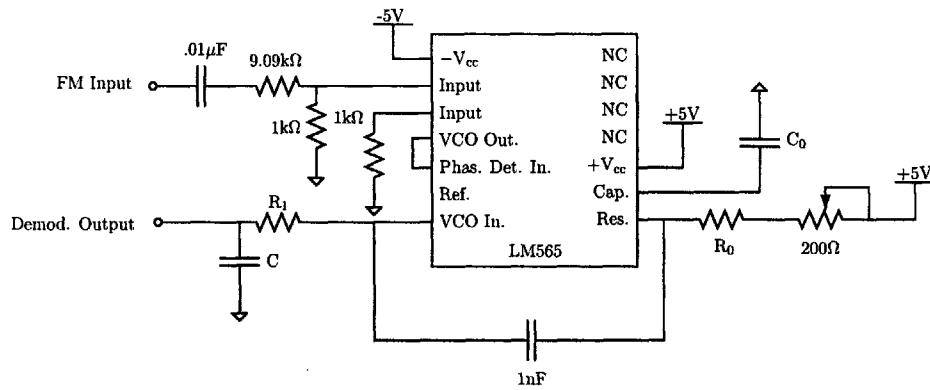 -5V
.01μF
9.09kΩ
FM Input
1kΩ
1kΩ
-Vcc
Input
Input
VCO Out.
Phas. Det. In.
Ref.
VCO In.
NC
NC
NC
NC
+Vcc
Cap.
Res.
LM565
+5V
C0
+5V
R0
200Ω
Demod. Output
R1
C
1nF